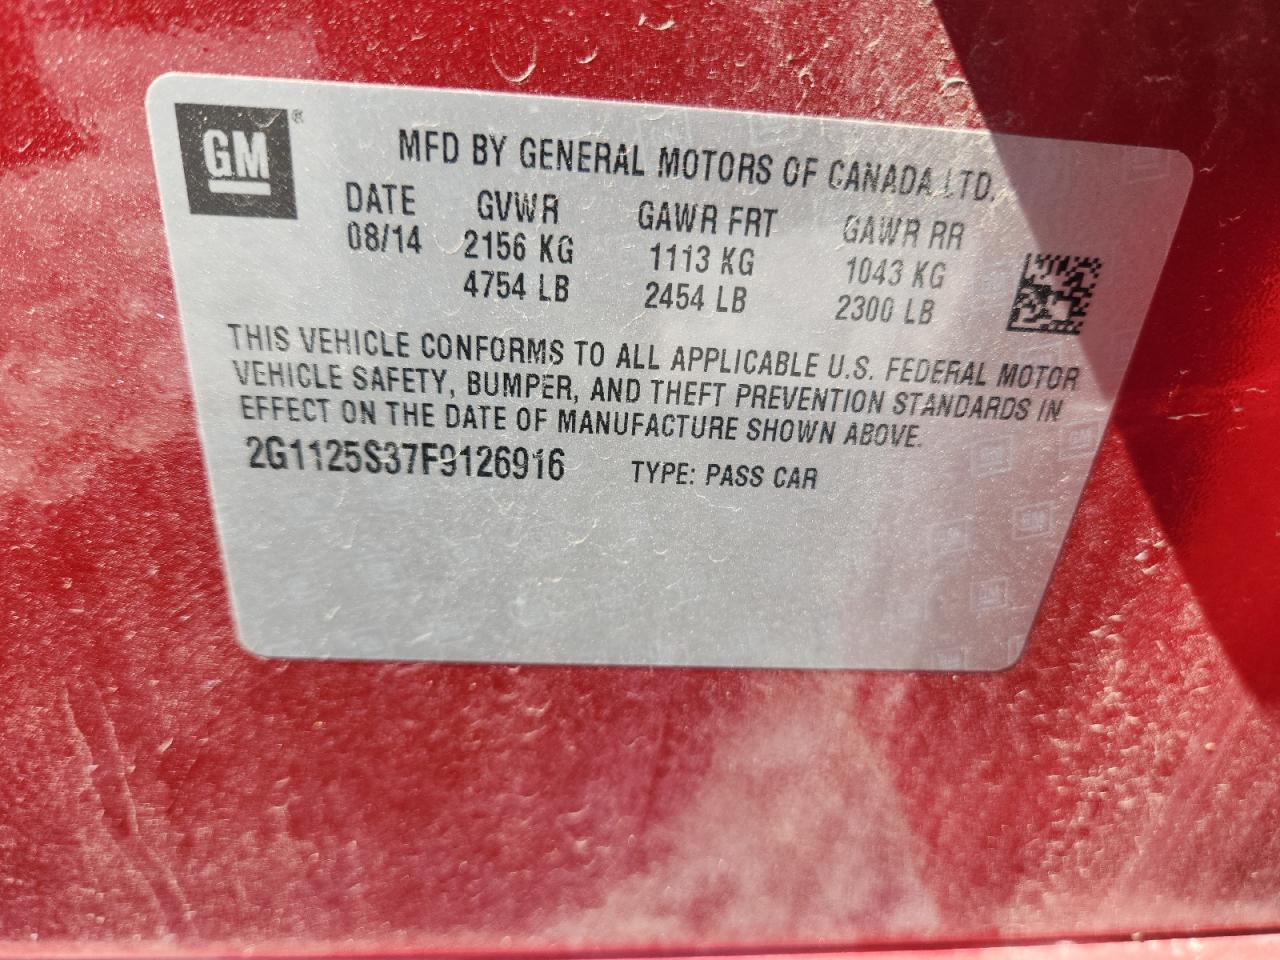 GM®
MFD BY GENERAL MOTORS OF CANADA LTD.
DATE GVWR GAWR FRT GAWR RR
08/14 2156 KG 1113 KG 1043 KG
4754 LB 2454 LB 2300 LB
THIS VEHICLE CONFORMS TO ALL APPLICABLE U.S. FEDERAL MOTOR
VEHICLE SAFETY, BUMPER, AND THEFT PREVENTION STANDARDS IN
EFFECT ON THE DATE OF MANUFACTURE SHOWN ABOVE.
2G1125S37F9126916 TYPE: PASS CAR